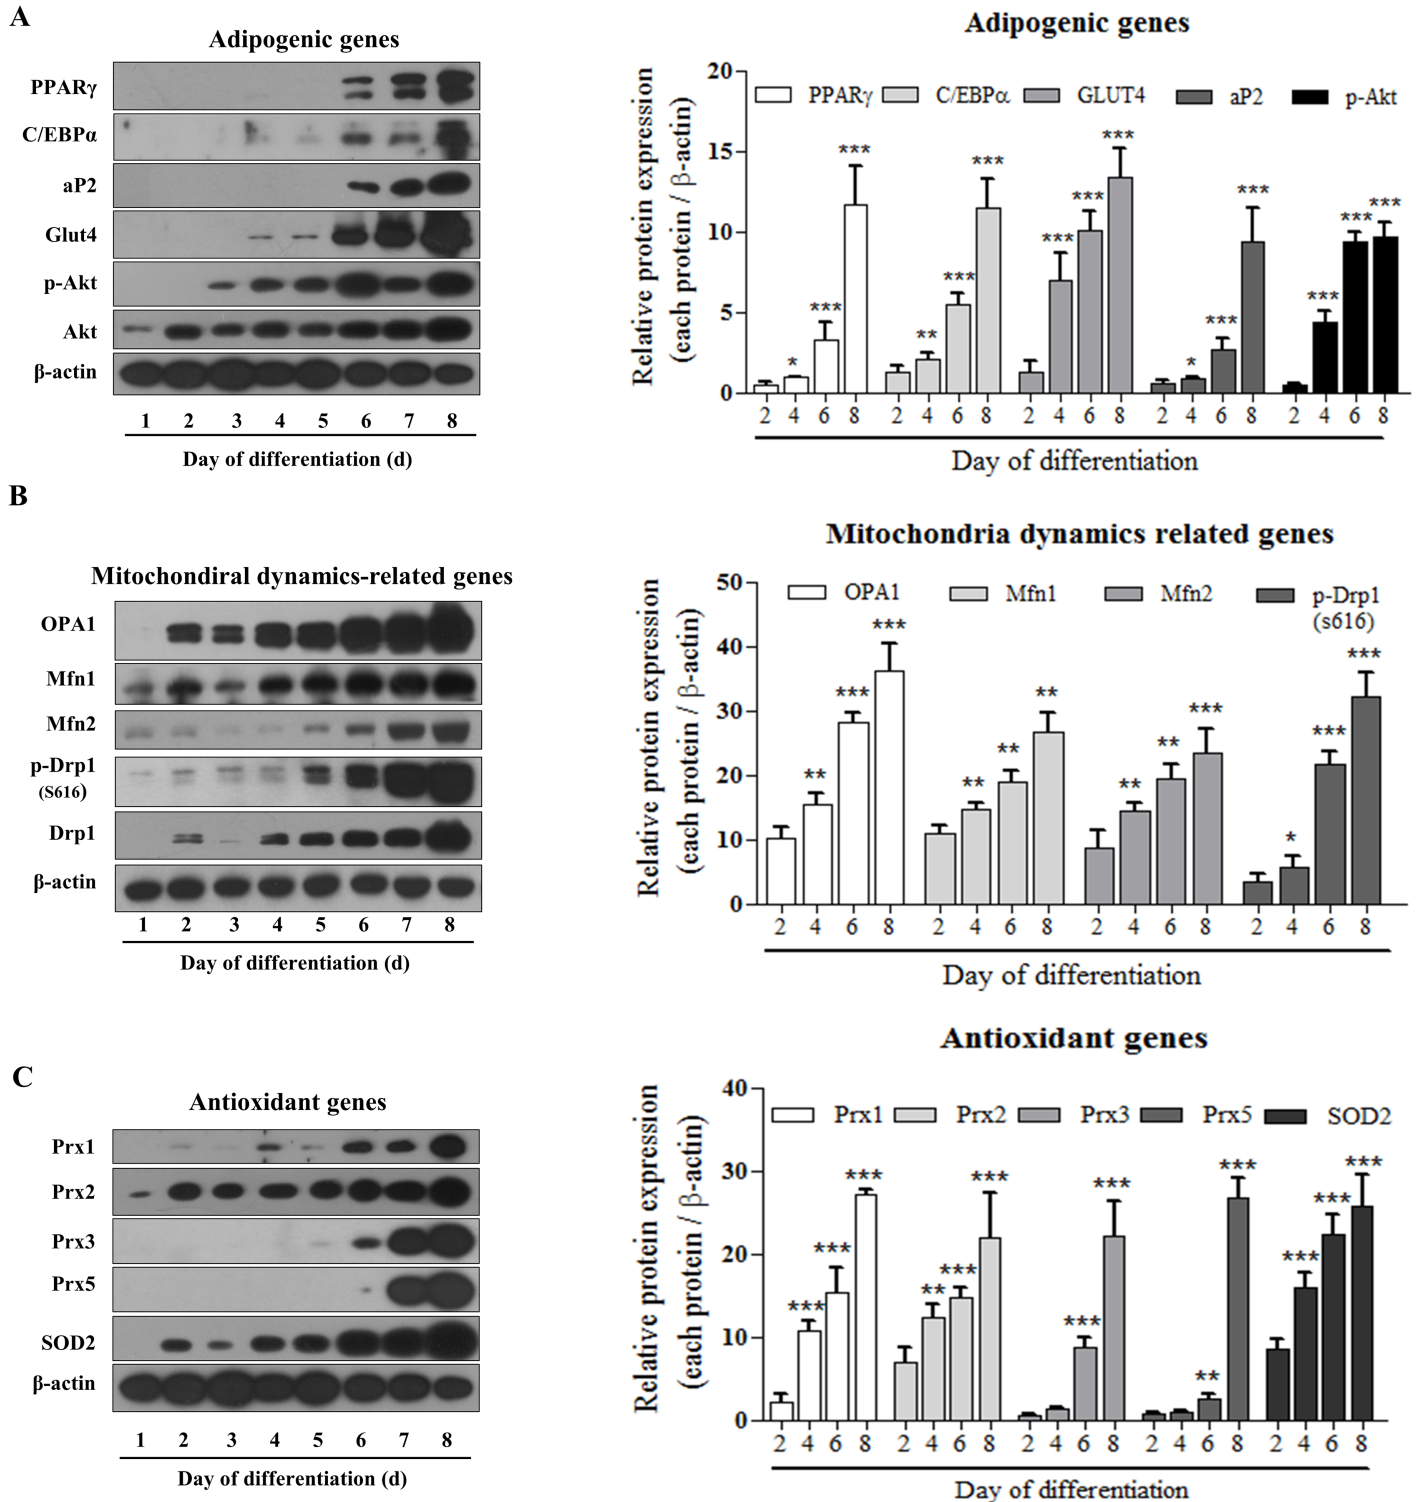 A
Adipogenic genes
PPARγ
C/EBPα
aP2
Glut4
p-Akt
Akt
β-actin
1 2 3 4 5 6 7 8
Day of differentiation (d)
Adipogenic genes
Relative protein expression
(each protein / β-actin)
20
15
10
5
0
PPARγ C/EBPα GLUT4 aP2 p-Akt
* *** ***
** *** ***
*** *** ***
* *** ***
*** *** ***
2 4 6 8 2 4 6 8 2 4 6 8 2 4 6 8 2 4 6 8
Day of differentiation
B
Mitochondiral dynamics-related genes
OPA1
Mfn1
Mfn2
p-Drp1
(S616)
Drp1
β-actin
1 2 3 4 5 6 7 8
Day of differentiation (d)
Mitochondria dynamics related genes
Relative protein expression
(each protein / β-actin)
50
40
30
20
10
0
OPA1 Mfn1 Mfn2 p-Drp1
(s616)
** *** ***
** ** **
** ** ***
* *** ***
2 4 6 8 2 4 6 8 2 4 6 8 2 4 6 8
Day of differentiation
C
Antioxidant genes
Prx1
Prx2
Prx3
Prx5
SOD2
β-actin
1 2 3 4 5 6 7 8
Day of differentiation (d)
Antioxidant genes
Relative protein expression
(each protein / β-actin)
40
30
20
10
0
Prx1 Prx2 Prx3 Prx5 SOD2
*** *** ***
** *** ***
*** ***
** ***
*** *** ***
2 4 6 8 2 4 6 8 2 4 6 8 2 4 6 8 2 4 6 8
Day of differentiation